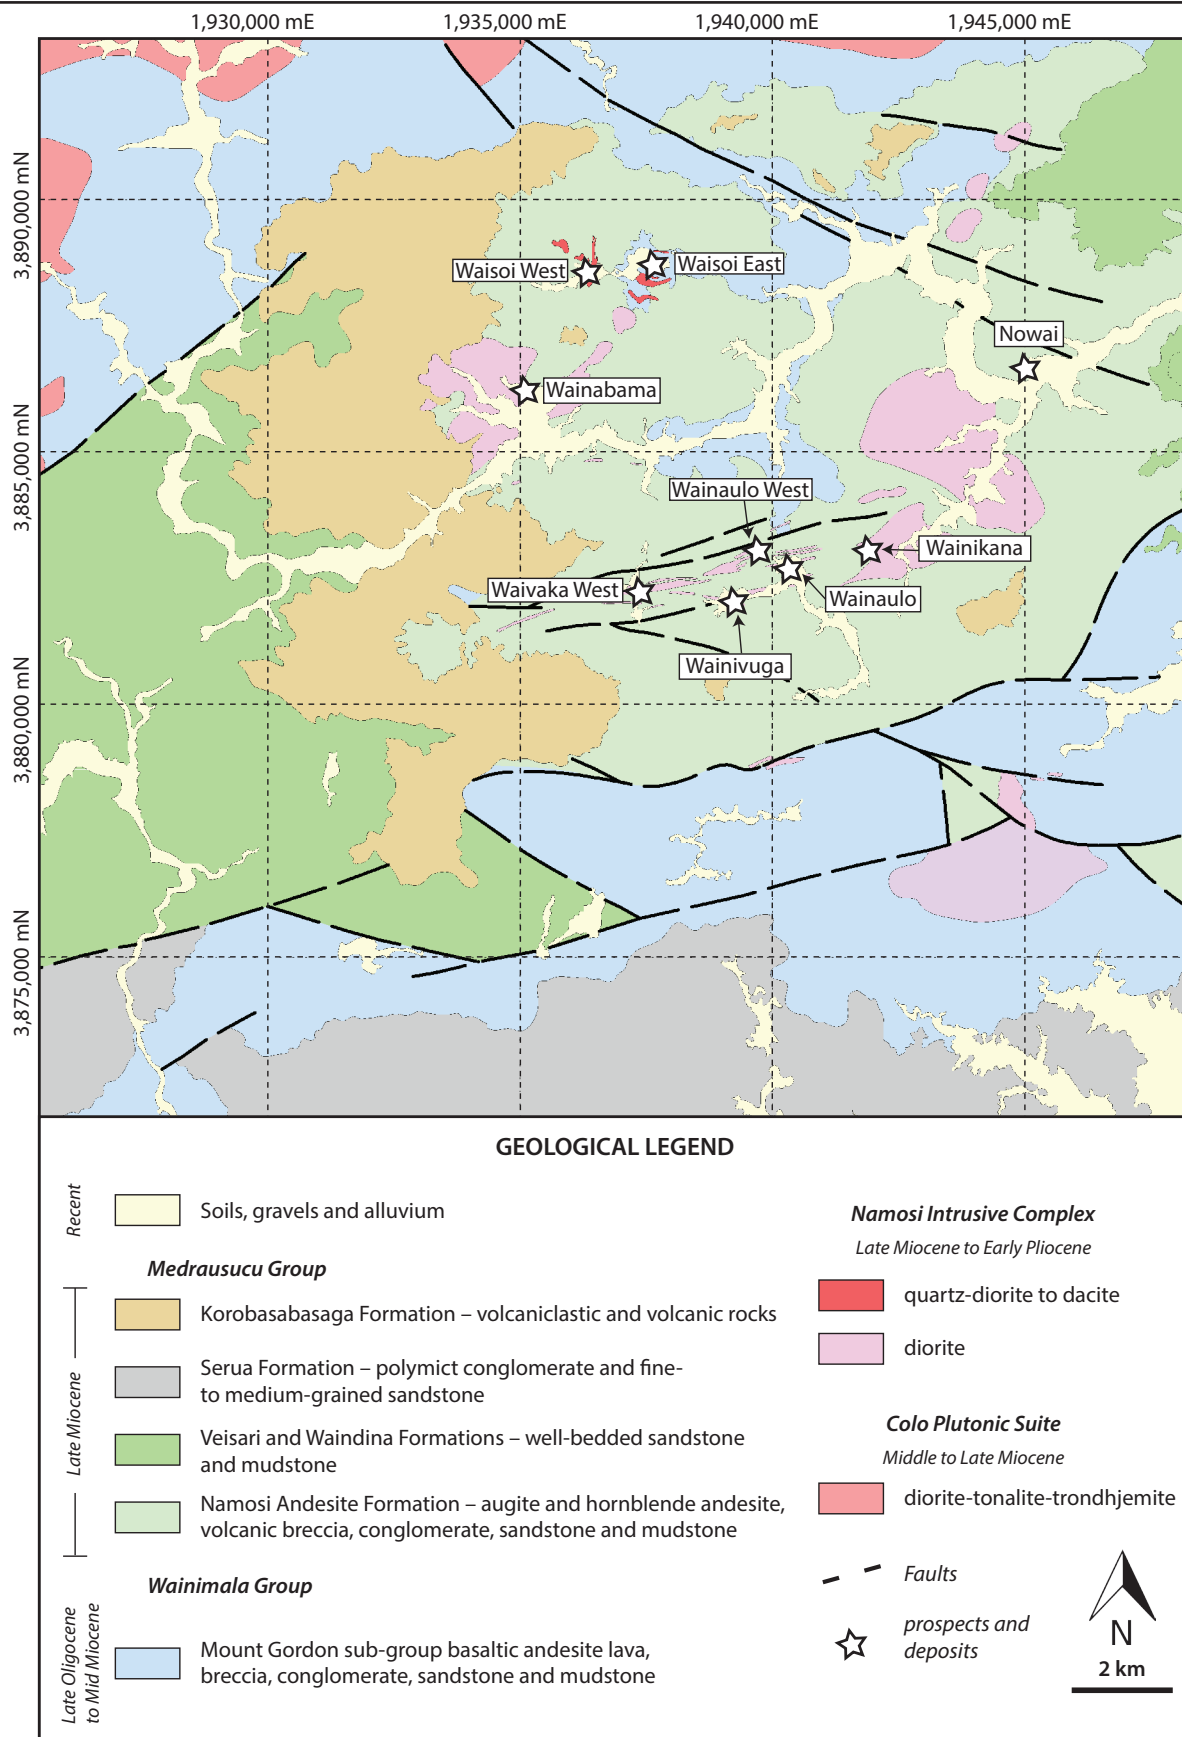 1,930,000 mE
1,935,000 mE
1,940,000 mE
1,945,000 mE
3,890,000 mN
3,885,000 mN
3,880,000 mN
3,875,000 mN
Waisoi West
Waisoi East
Nowai
Wainabama
Wainaulo West
Wainikana
Waivaka West
Wainaulo
Wainivuga
GEOLOGICAL LEGEND
Recent
Soils, gravels and alluvium
Medrausucu Group
Late Miocene
Korobasabasaga Formation – volcaniclastic and volcanic rocks
Serua Formation – polymict conglomerate and fine-
to medium-grained sandstone
Veisari and Waindina Formations – well-bedded sandstone
and mudstone
Namosi Andesite Formation – augite and hornblende andesite,
volcanic breccia, conglomerate, sandstone and mudstone
Wainimala Group
Late Oligocene
to Mid Miocene
Mount Gordon sub-group basaltic andesite lava,
breccia, conglomerate, sandstone and mudstone
Namosi Intrusive Complex
Late Miocene to Early Pliocene
quartz-diorite to dacite
diorite
Colo Plutonic Suite
Middle to Late Miocene
diorite-tonalite-trondhjemite
Faults
prospects and
deposits
N
2 km